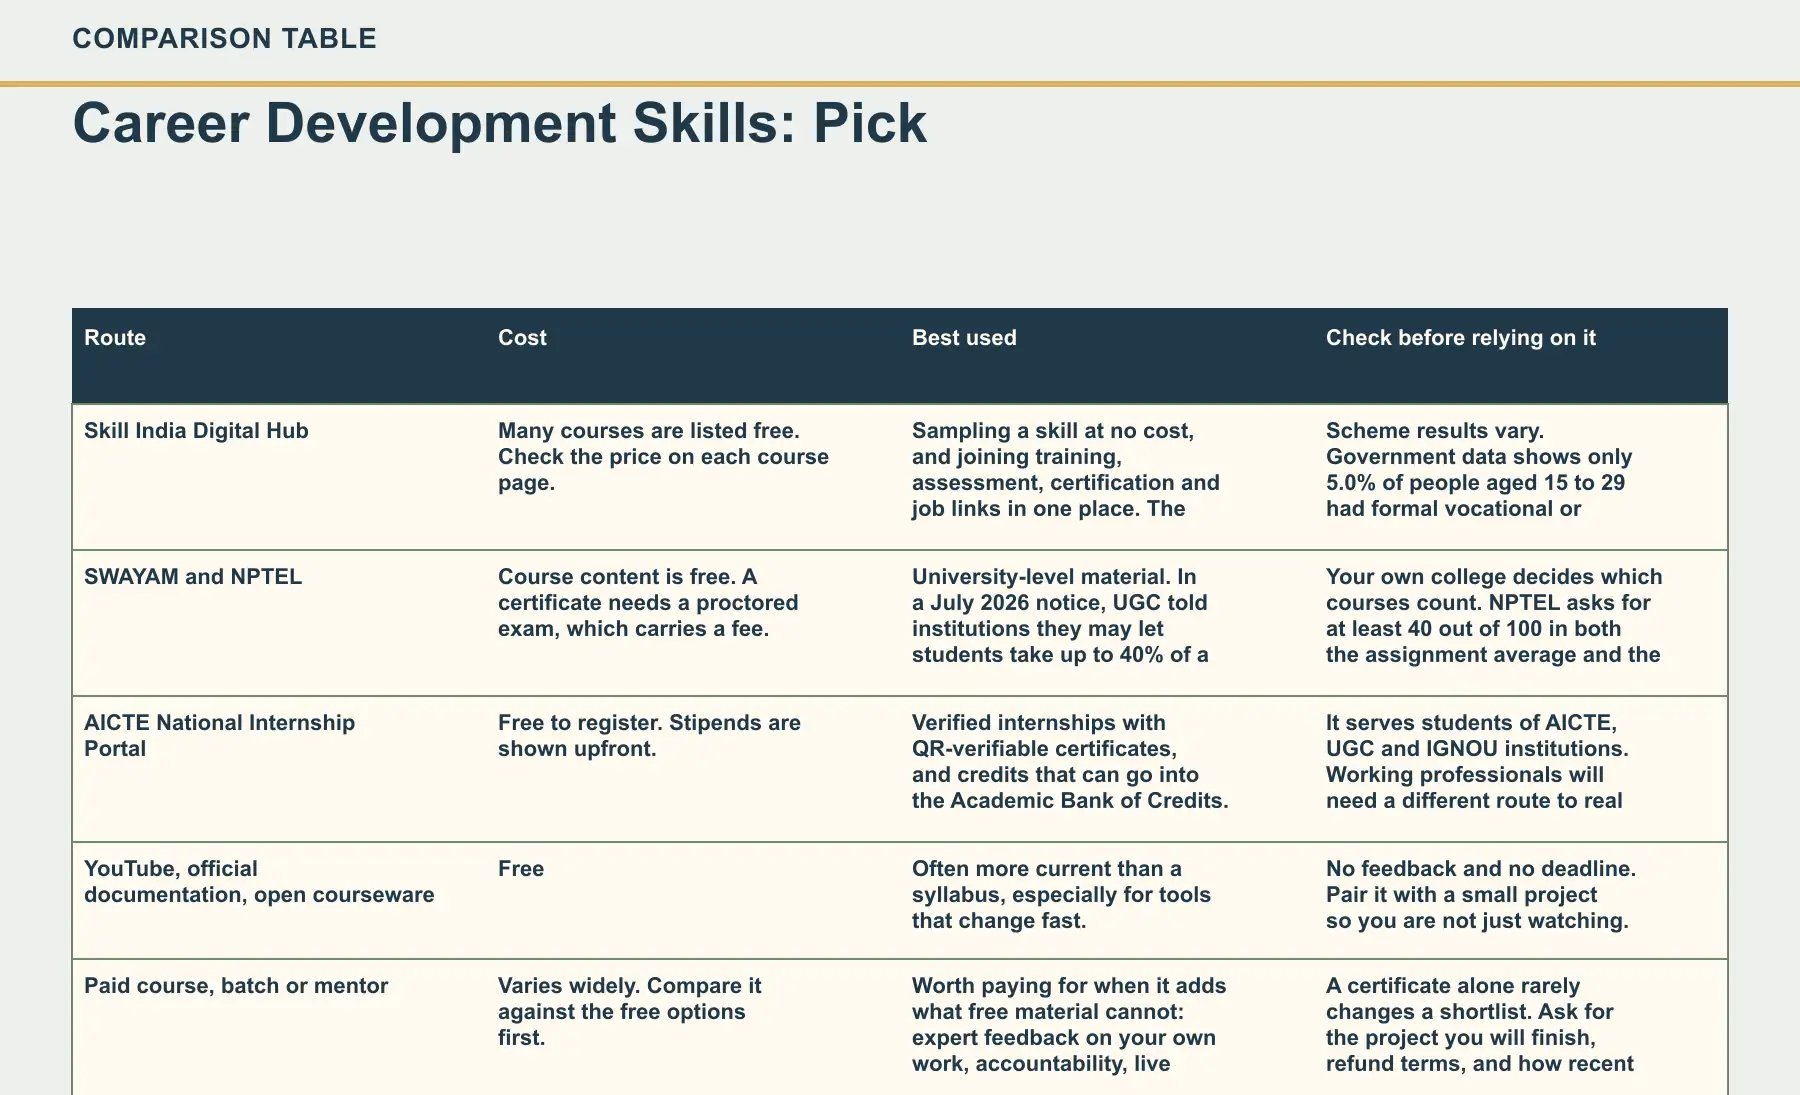 COMPARISON TABLE
Career Development Skills: Pick
Route
Cost
Best used
Check before relying on it
Skill India Digital Hub
Many courses are listed free.
Check the price on each course
page.
Sampling a skill at no cost,
and joining training,
assessment, certification and
job links in one place. The
Scheme results vary.
Government data shows only
5.0% of people aged 15 to 29
had formal vocational or
SWAYAM and NPTEL
Course content is free. A
certificate needs a proctored
exam, which carries a fee.
University-level material. In
a July 2026 notice, UGC told
institutions they may let
students take up to 40% of a
Your own college decides which
courses count. NPTEL asks for
at least 40 out of 100 in both
the assignment average and the
AICTE National Internship
Portal
Free to register. Stipends are
shown upfront.
Verified internships with
QR-verifiable certificates,
and credits that can go into
the Academic Bank of Credits.
It serves students of AICTE,
UGC and IGNOU institutions.
Working professionals will
need a different route to real
YouTube, official
documentation, open courseware
Free
Often more current than a
syllabus, especially for tools
that change fast.
No feedback and no deadline.
Pair it with a small project
so you are not just watching.
Paid course, batch or mentor
Varies widely. Compare it
against the free options
first.
Worth paying for when it adds
what free material cannot:
expert feedback on your own
work, accountability, live
A certificate alone rarely
changes a shortlist. Ask for
the project you will finish,
refund terms, and how recent